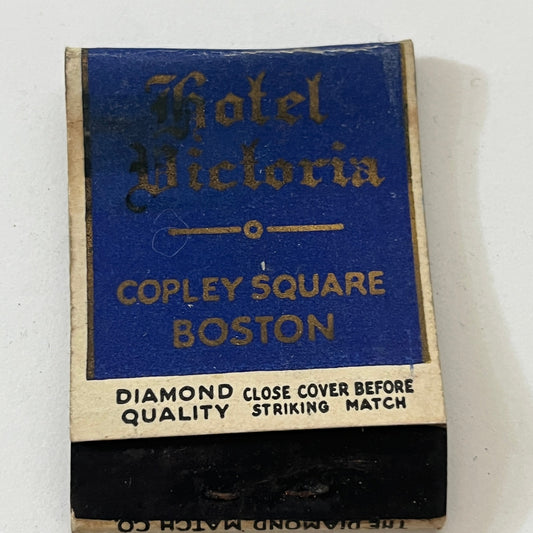 Hotel
Victoria
COPLEY SQUARE
BOSTON
DIAMOND QUALITY
CLOSE COVER BEFORE
STRIKING MATCH
THE DIAMOND MATCH CO